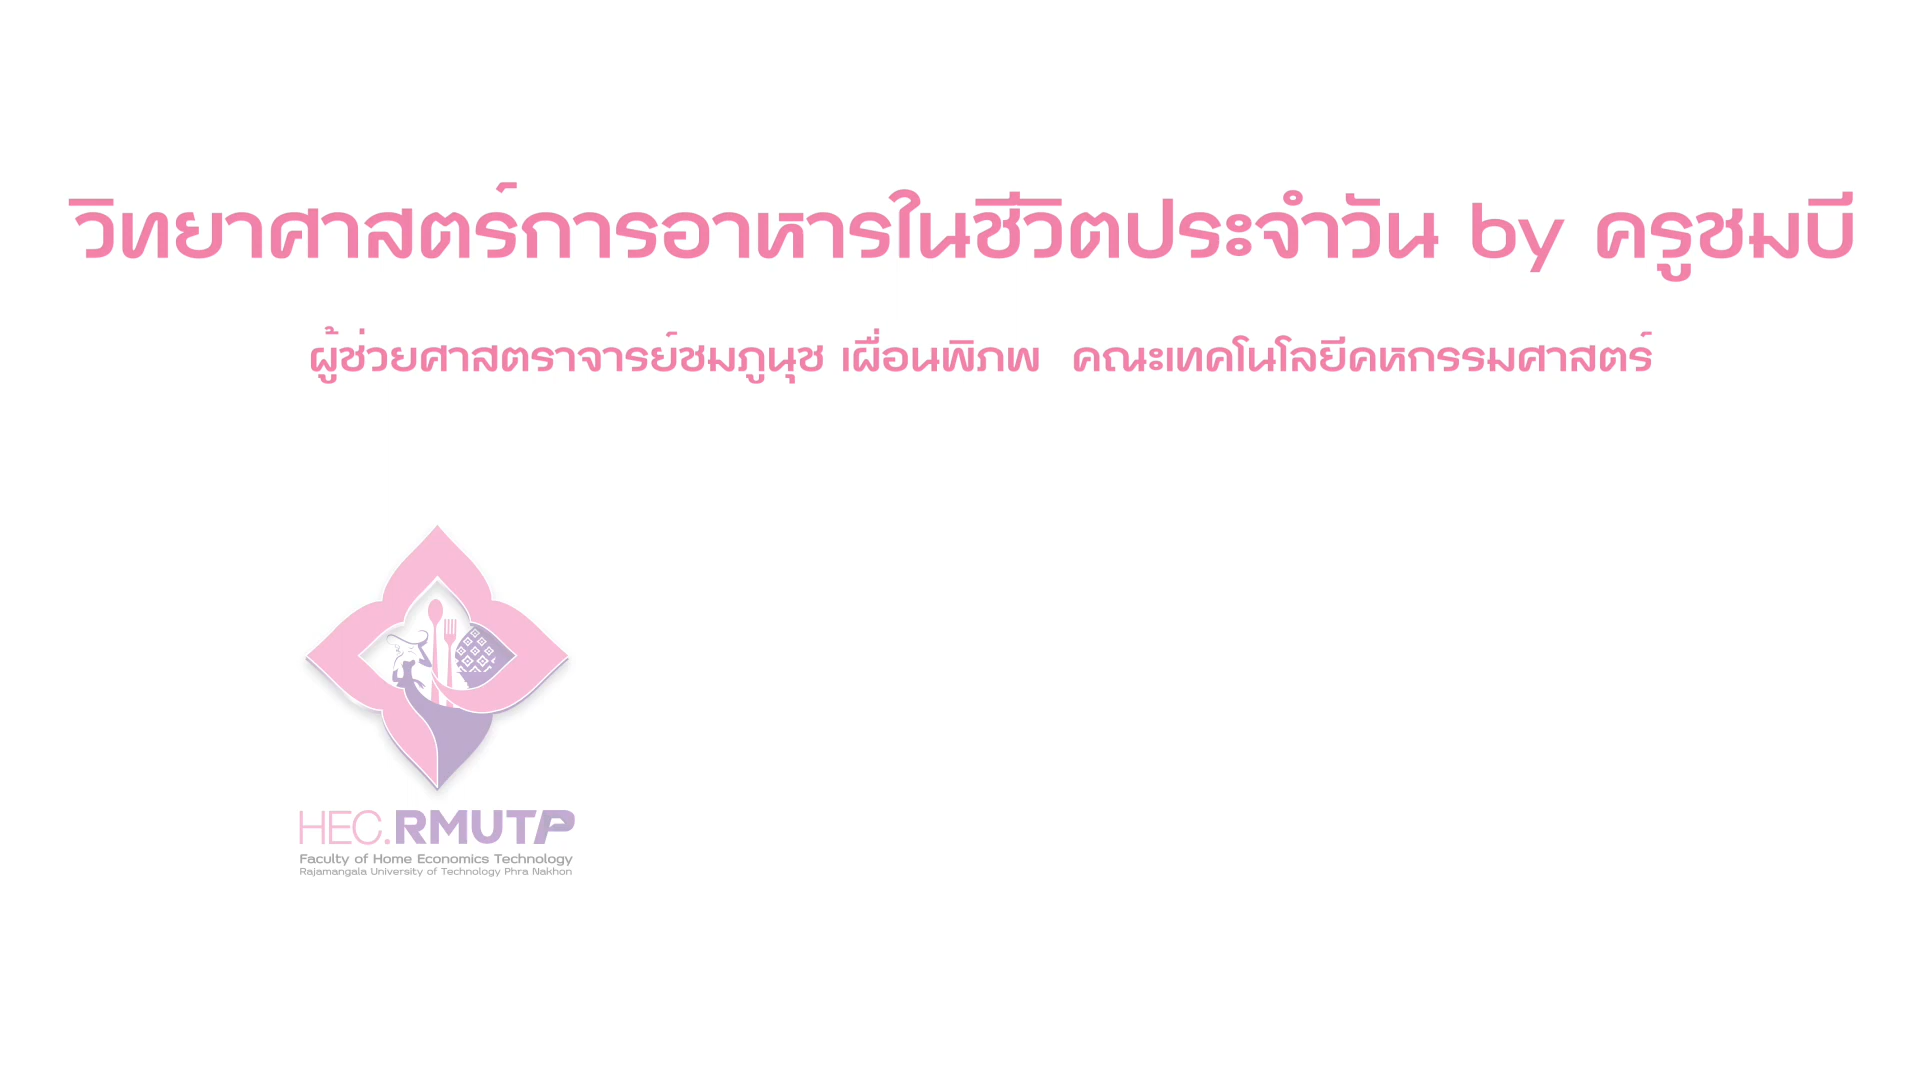 วิทยาศาสตร์การอาหารในชีวิตประจำวัน by ครูชมบี
ผู้ช่วยศาสตราจารย์ชมภูนุช เผื่อนพิภพ คณะเทคโนโลยีคหกรรมศาสตร์
HEC.RMUTP
Faculty of Home Economics Technology
Rajamangala University of Technology Phra Nakhon